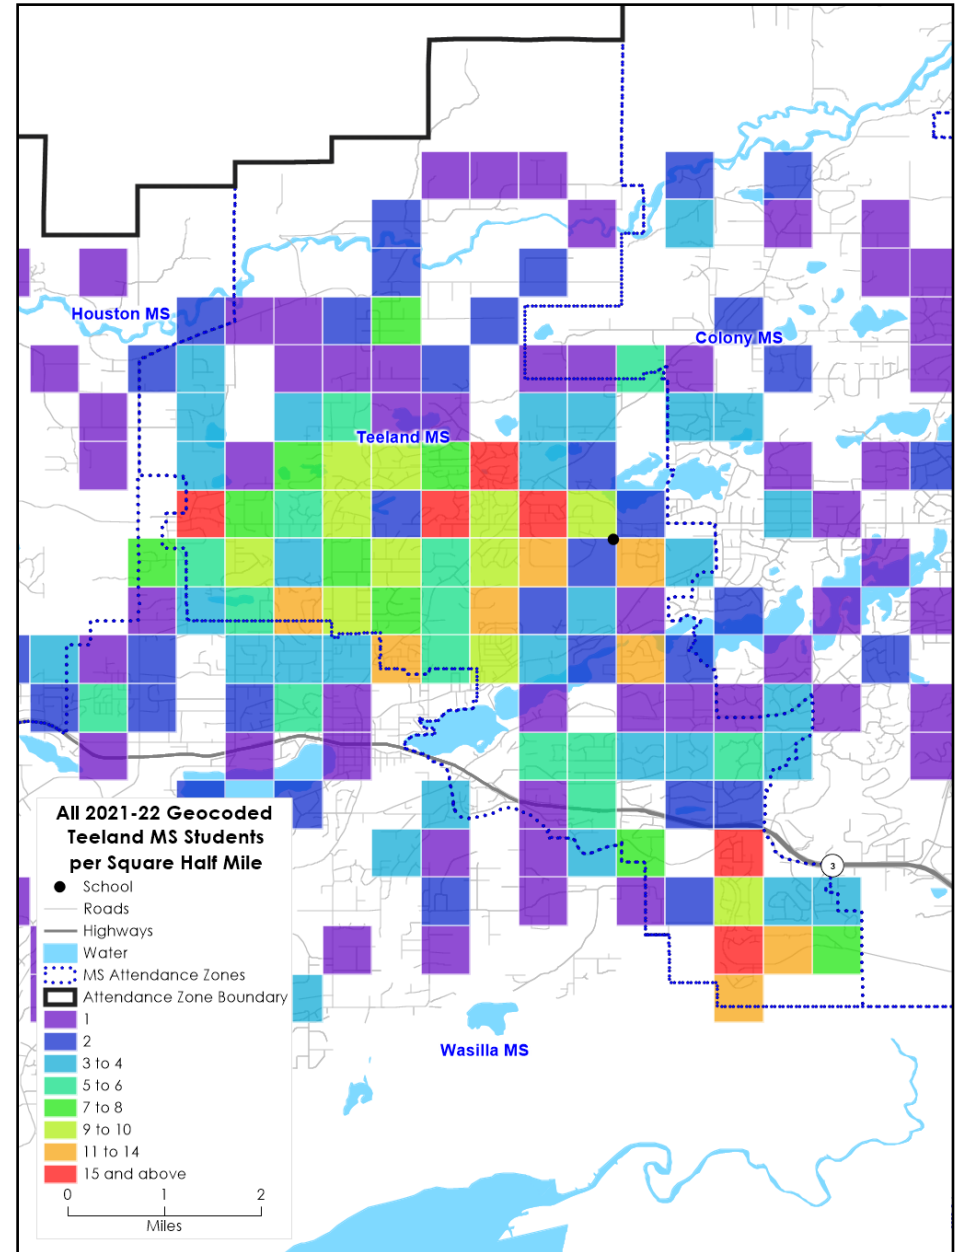 Houston MS
Colony MS
Teeland MS
3
Wasilla MS
All 2021-22 Geocoded
Teeland MS Students
per Square Half Mile
School
Roads
Highways
Water
MS Attendance Zones
Attendance Zone Boundary
1
2
3 to 4
5 to 6
7 to 8
9 to 10
11 to 14
15 and above
0 1 2
Miles